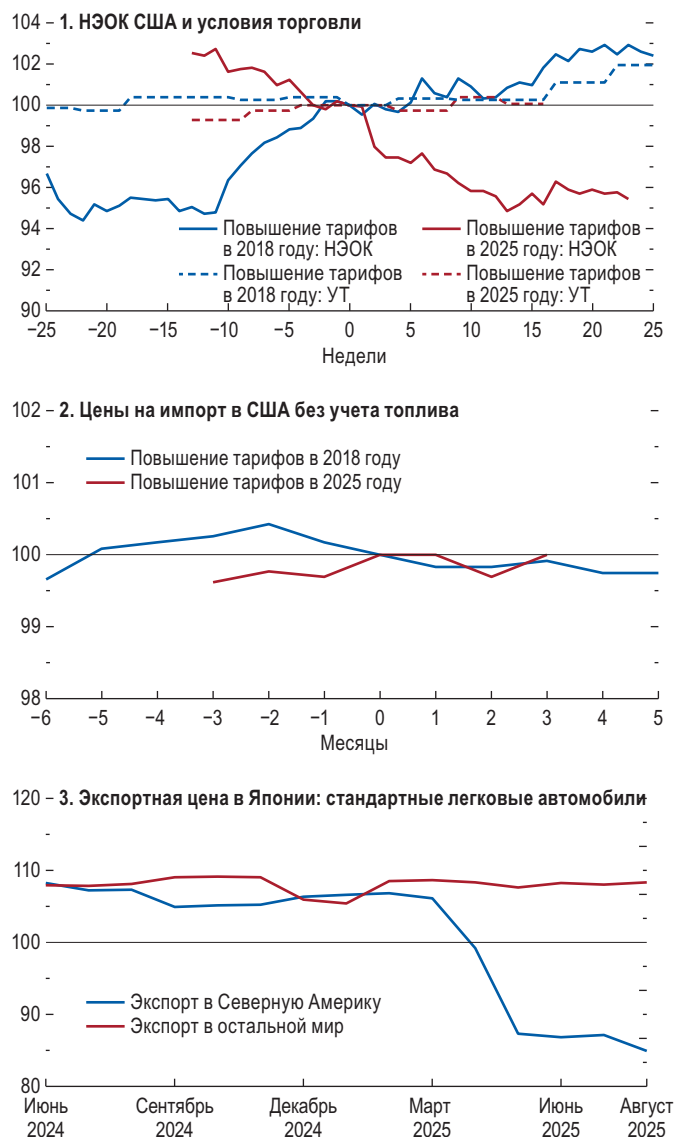 1. НЭОК США и условия торговли
104
102
100
98
96
94
92
90
Повышение тарифов
в 2018 году: НЭОК
Повышение тарифов
в 2025 году: НЭОК
Повышение тарифов
в 2018 году: УТ
Повышение тарифов
в 2025 году: УТ
−25 −20 −15 −10 −5 0 5 10 15 20 25
Недели
2. Цены на импорт в США без учета топлива
102
101
100
99
98
Повышение тарифов в 2018 году
Повышение тарифов в 2025 году
−6 −5 −4 −3 −2 −1 0 1 2 3 4 5
Месяцы
3. Экспортная цена в Японии: стандартные легковые автомобили
120
110
100
90
80
Экспорт в Северную Америку
Экспорт в остальной мир
Июнь Сентябрь Декабрь Март Июнь Август
2024 2024 2024 2025 2025 2025